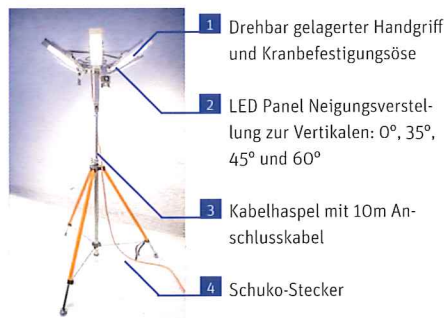 1 Drehbar gelagerter Handgriff
und Kranbefestigungsöse
2 LED Panel Neigungsverstel-
lung zur Vertikalen: 0°, 35°,
45° und 60°
3 Kabelhaspel mit 10m An-
schlusskabel
4 Schuko-Stecker